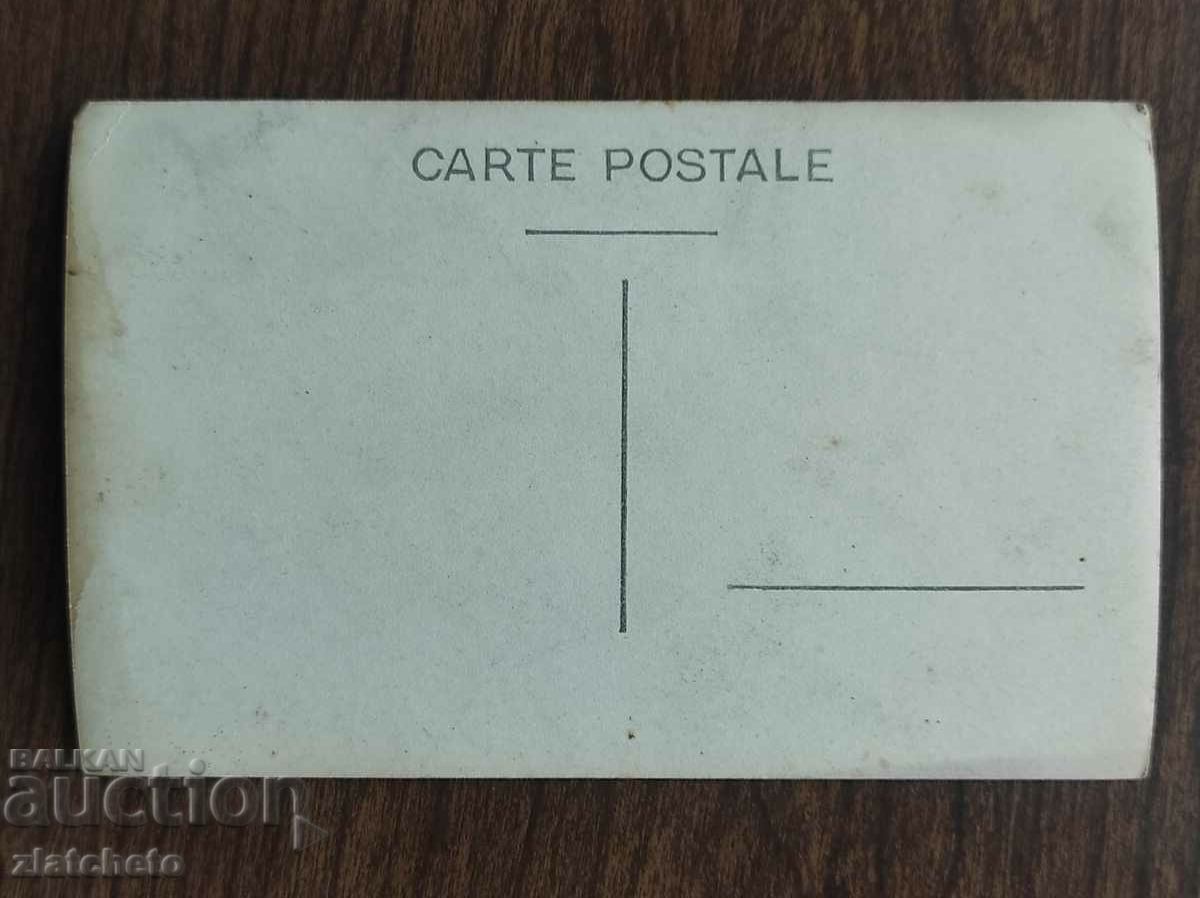 CARTE POSTALE
BALKAN
auction
zlatcheto